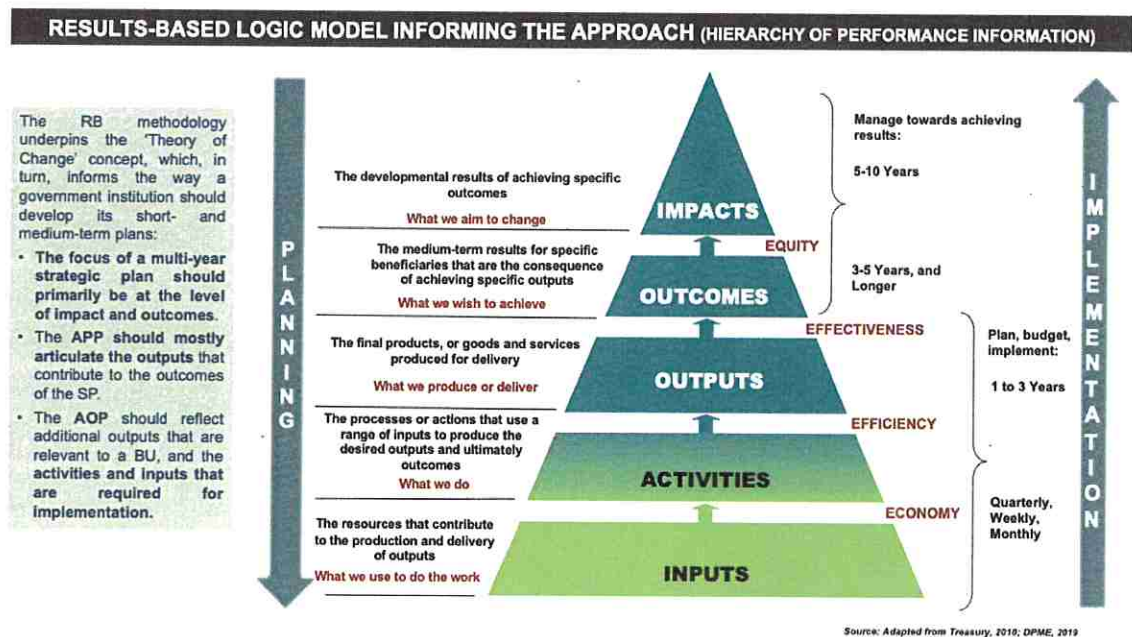 RESULTS-BASED LOGIC MODEL INFORMING THE APPROACH (HIERARCHY OF PERFORMANCE INFORMATION)
The RB methodology
underpins the 'Theory of
Change' concept, which, in
turn, informs the way a
government institution should
develop its short- and
medium-term plans:
• The focus of a multi-year
strategic plan should
primarily be at the level
of impact and outcomes.
• The APP should mostly
articulate the outputs that
contribute to the outcomes
of the SP.
• The AOP should reflect
additional outputs that are
relevant to a BU, and the
activities and inputs that
are required for
implementation.
PLANNING
The developmental results of achieving specific
outcomes
What we aim to change
The medium-term results for specific
beneficiaries that are the consequence
of achieving specific outputs
What we wish to achieve
The final products, or goods and services
produced for delivery
What we produce or deliver
The processes or actions that use a
range of inputs to produce the
desired outputs and ultimately
outcomes
What we do
The resources that contribute
to the production and delivery
of outputs
What we use to do the work
IMPACTS
EQUITY
OUTCOMES
EFFECTIVENESS
OUTPUTS
EFFICIENCY
ACTIVITIES
ECONOMY
INPUTS
Manage towards achieving
results:
5-10 Years
3-5 Years, and
Longer
Plan, budget,
implement:
1 to 3 Years
Quarterly,
Weekly,
Monthly
IMPLEMENTATION
Source: Adapted from Treasury, 2010; DPME, 2019